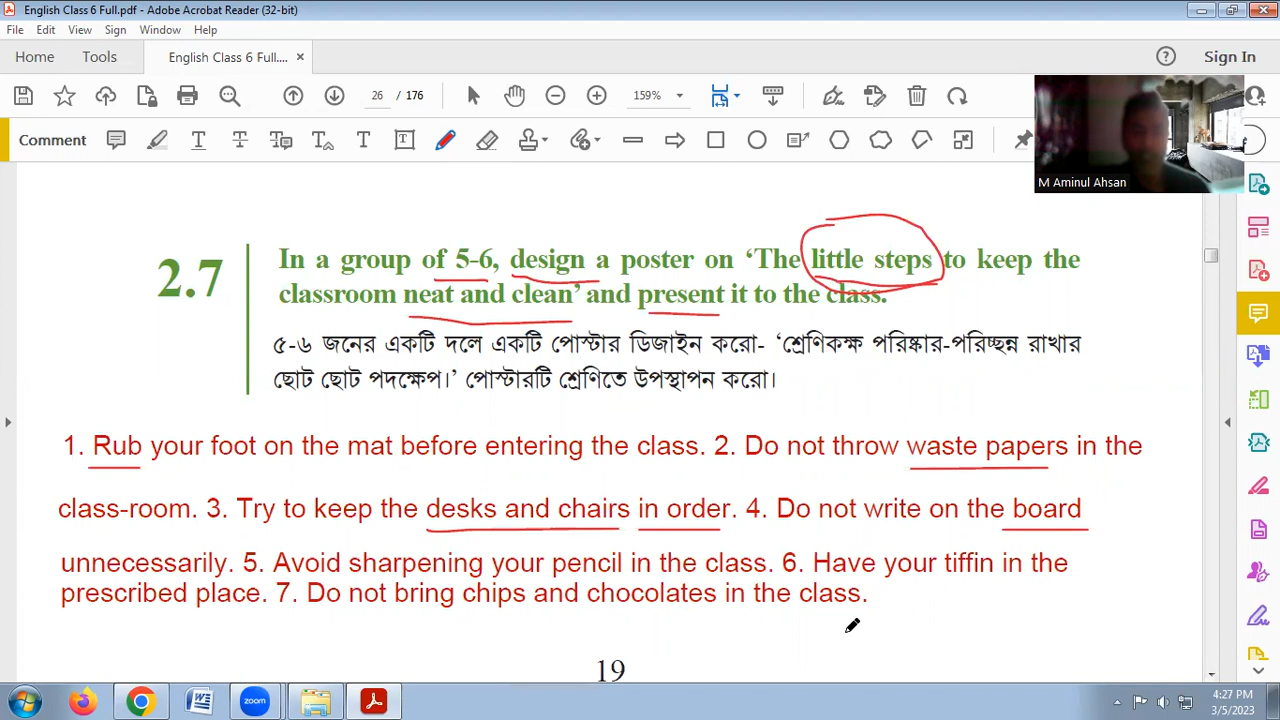 English Class 6 Full.pdf - Adobe Acrobat Reader (32-bit)
File Edit View Sign Window Help
Home Tools English Class 6 Full.... × Sign In
26 / 176 159%
Comment
M Aminul Ahsan
2.7
In a group of 5-6, design a poster on ‘The little steps to keep the
classroom neat and clean’ and present it to the class.
৫-৬ জনের একটি দলে একটি পোস্টার ডিজাইন করো- ‘শ্রেণিকক্ষ পরিষ্কার-পরিচ্ছন্ন রাখার
ছোট ছোট পদক্ষেপ।’ পোস্টারটি শ্রেণিতে উপস্থাপন করো।
1. Rub your foot on the mat before entering the class. 2. Do not throw waste papers in the
class-room. 3. Try to keep the desks and chairs in order. 4. Do not write on the board
unnecessarily. 5. Avoid sharpening your pencil in the class. 6. Have your tiffin in the
prescribed place. 7. Do not bring chips and chocolates in the class.
19
zoom
4:27 PM
3/5/2023